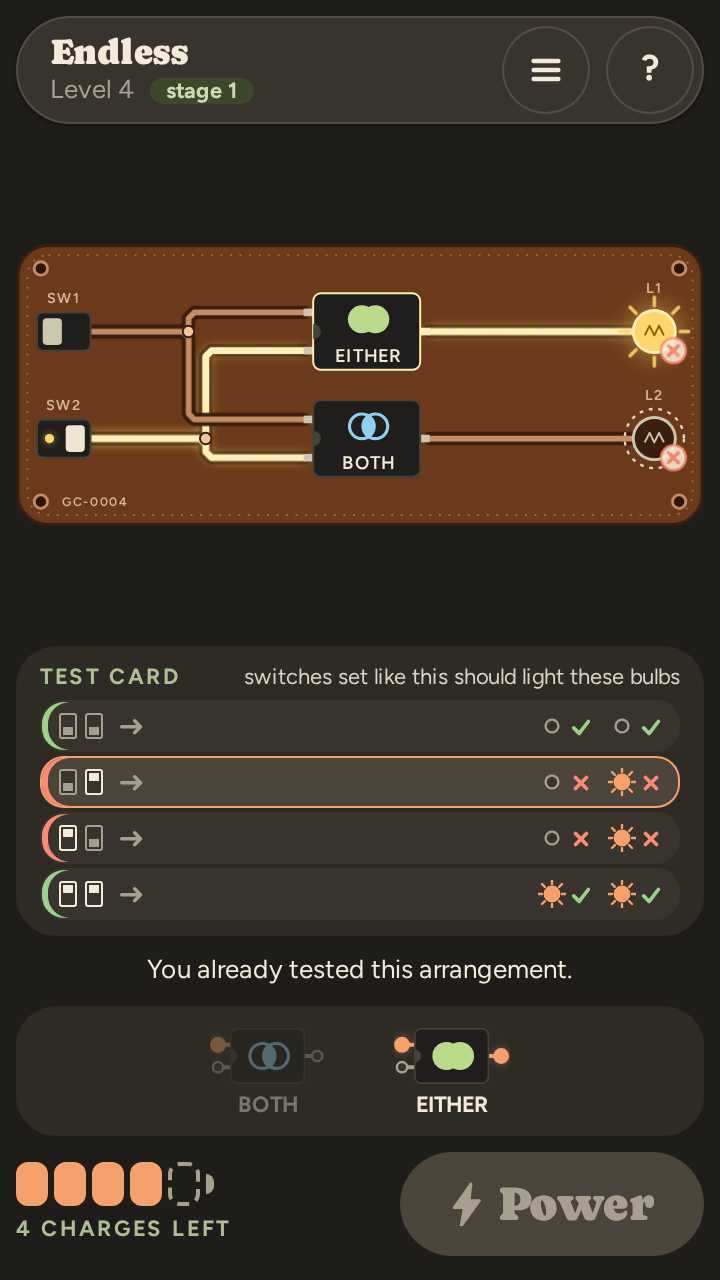 Endless
Level 4 stage 1
?
SW1
L1
EITHER
SW2
L2
BOTH
GC-0004
TEST CARD switches set like this should light these bulbs
You already tested this arrangement.
BOTH EITHER
4 CHARGES LEFT
Power